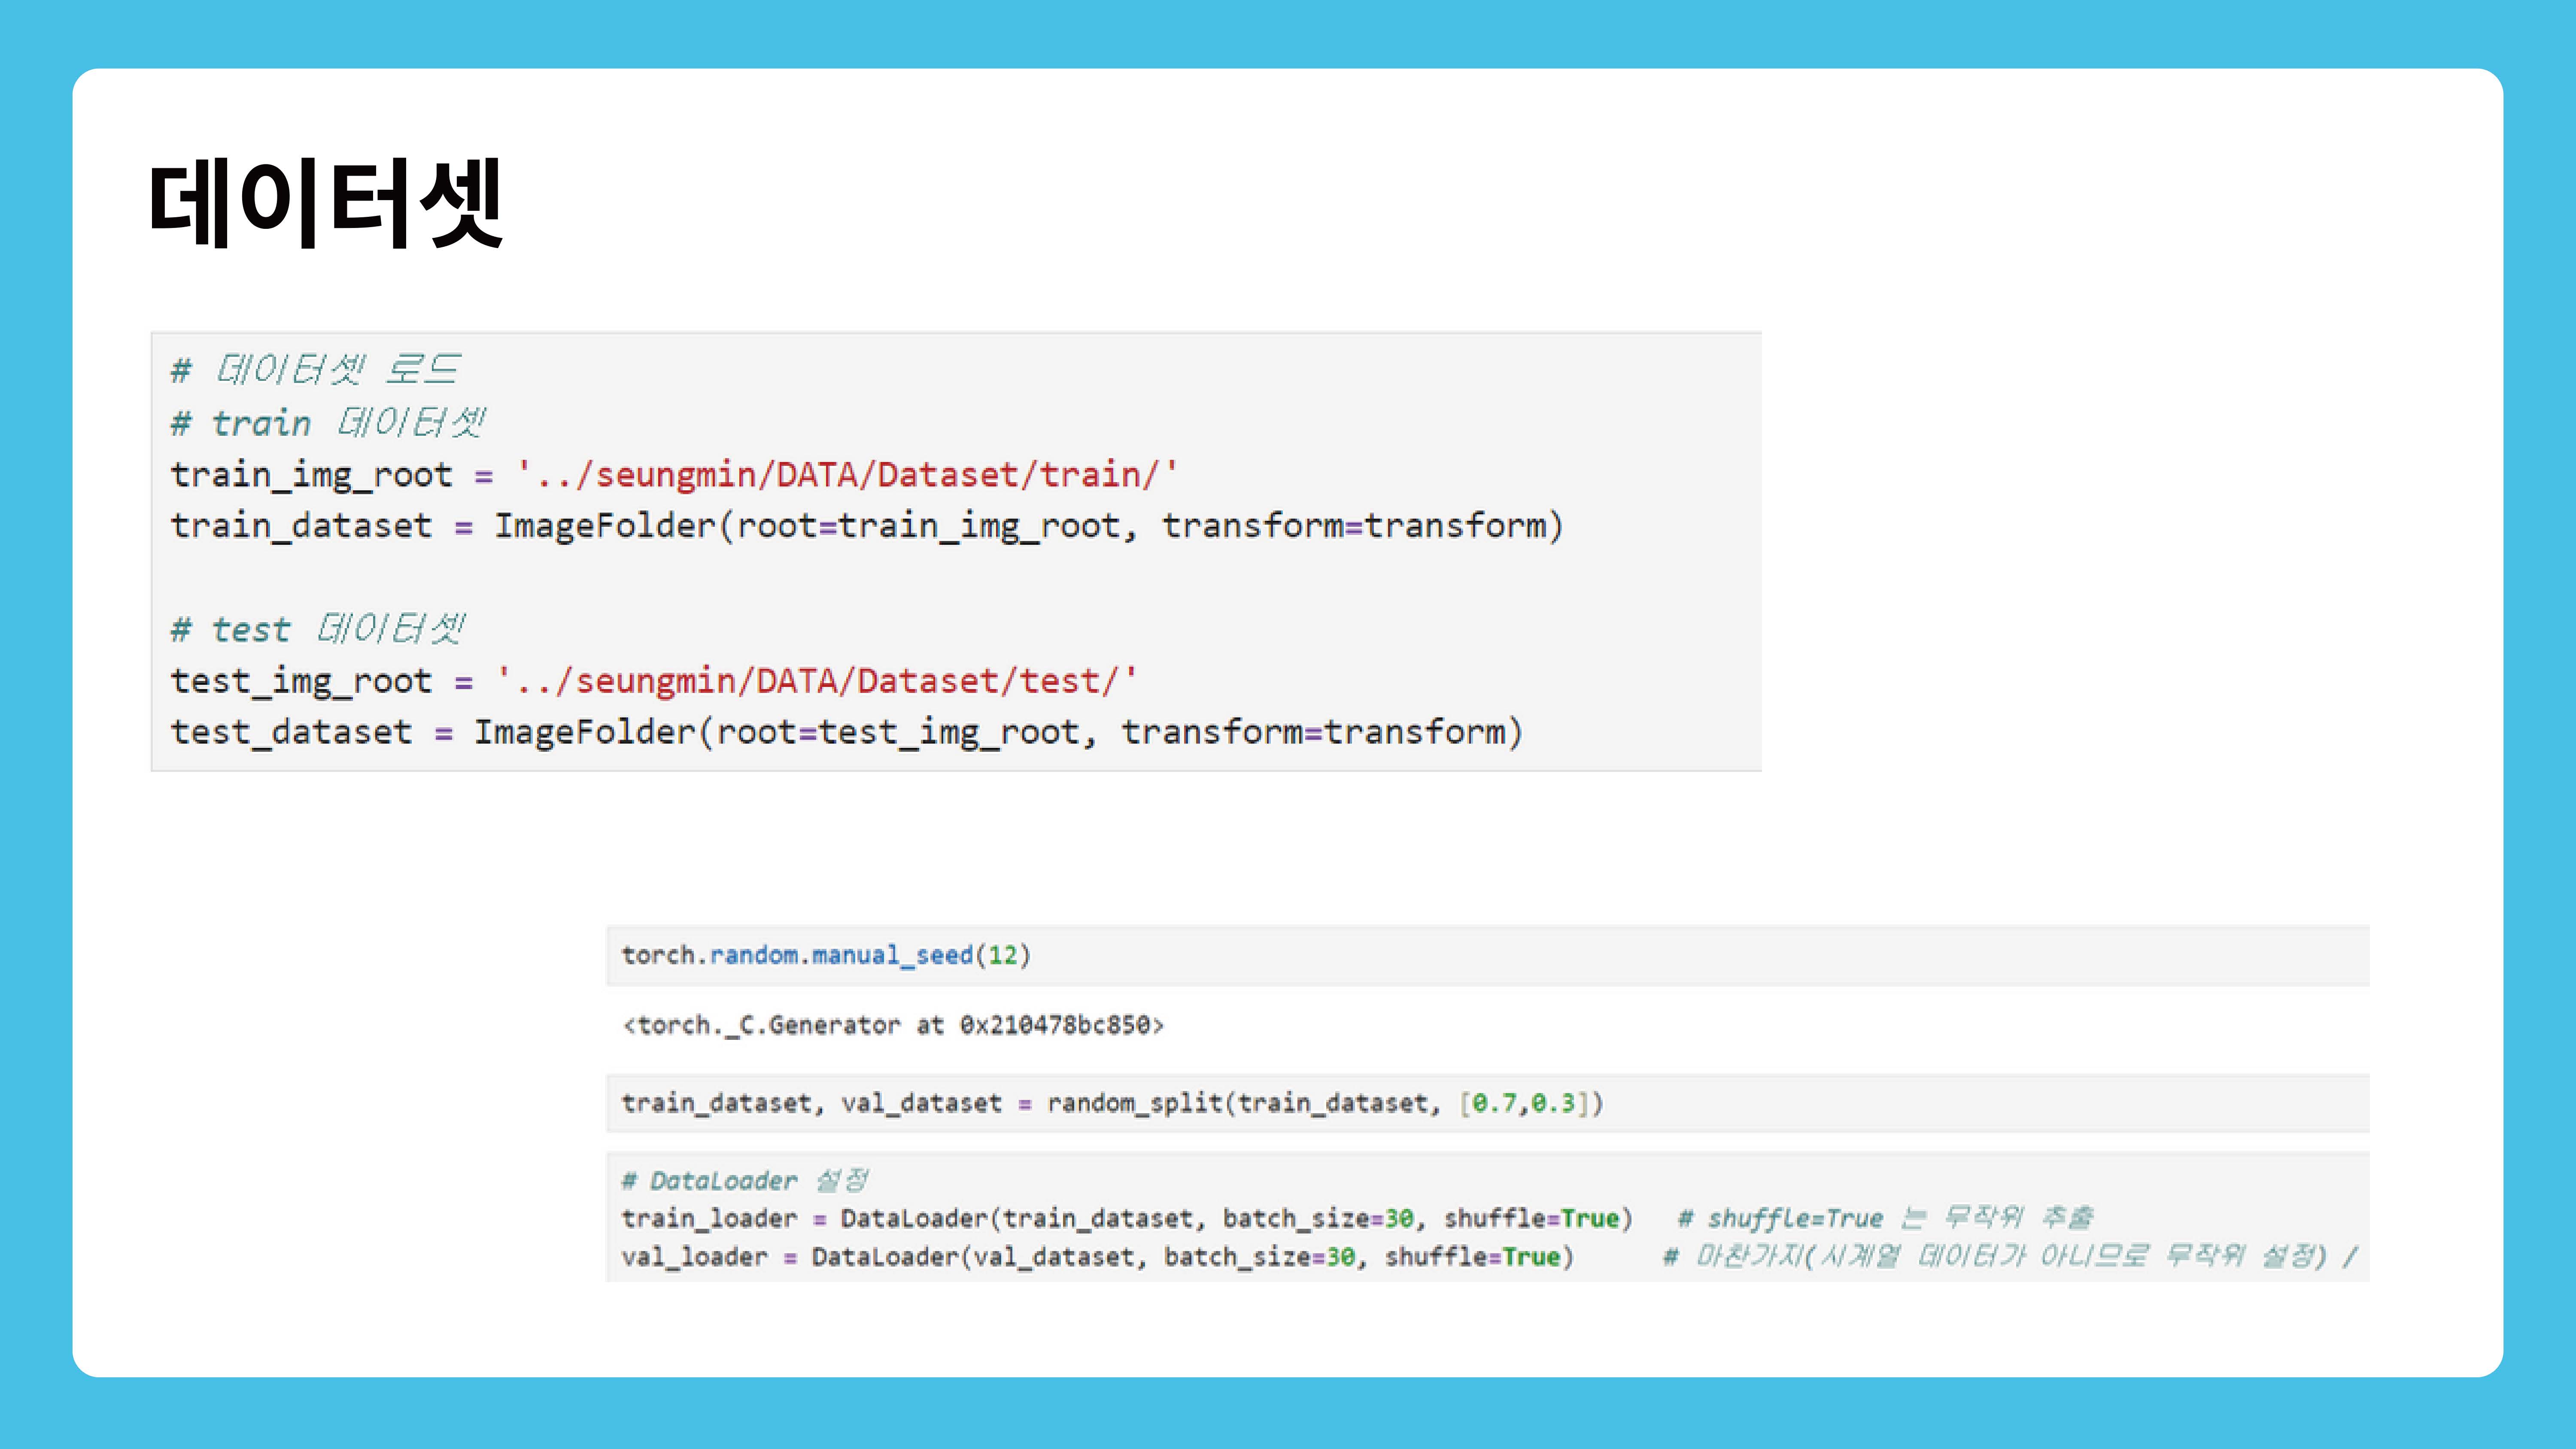 데이터셋
# 데이터셋 로드
# train 데이터셋
train_img_root = '../seungmin/DATA/Dataset/train/'
train_dataset = ImageFolder(root=train_img_root, transform=transform)
# test 데이터셋
test_img_root = '../seungmin/DATA/Dataset/test/'
test_dataset = ImageFolder(root=test_img_root, transform=transform)
torch.random.manual_seed(12)
<torch._C.Generator at 0x210478bc850>
train_dataset, val_dataset = random_split(train_dataset, [0.7,0.3])
# DataLoader 설정
train_loader = DataLoader(train_dataset, batch_size=30, shuffle=True) # shuffle=True 는 무작위 추출
val_loader = DataLoader(val_dataset, batch_size=30, shuffle=True) # 마찬가지(시계열 데이터가 아니므로 무작위 설정) /